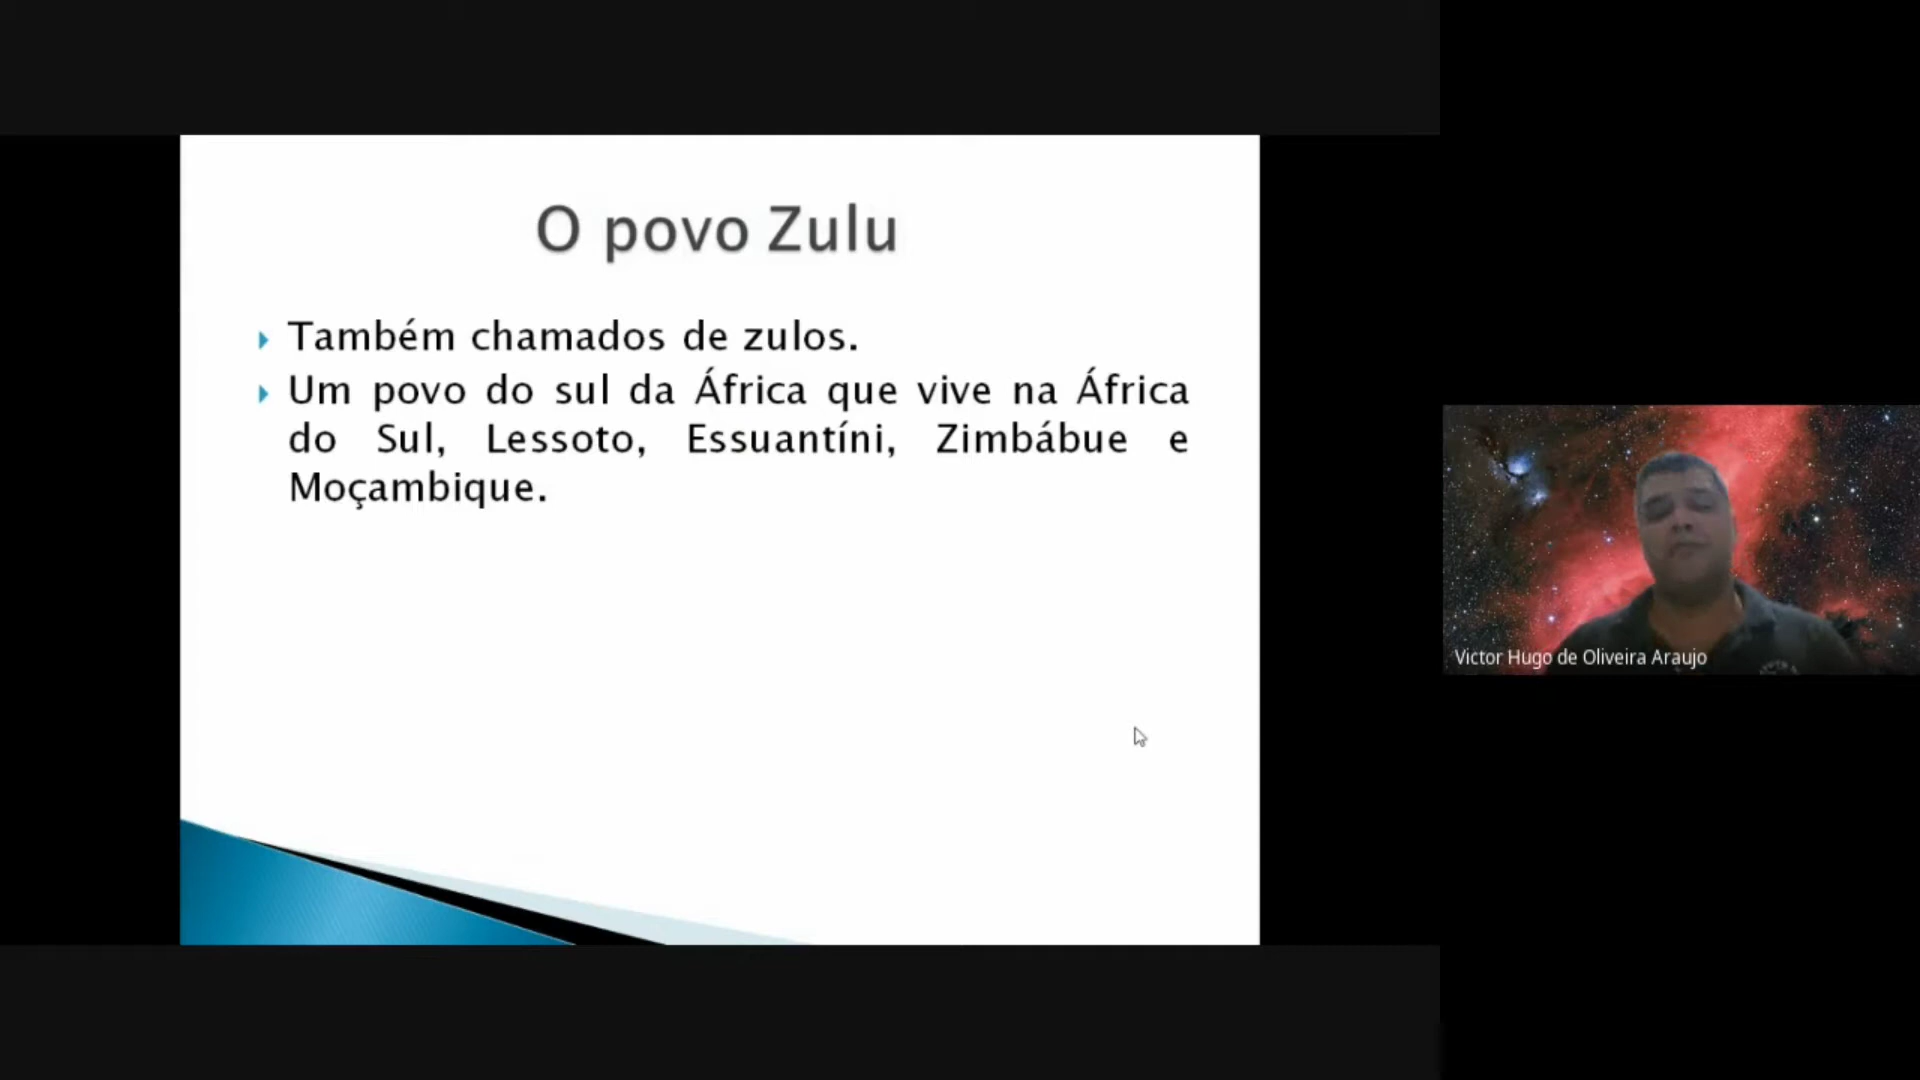 O povo Zulu
Também chamados de zulos.
Um povo do sul da África que vive na África
do Sul, Lessoto, Essuantíni, Zimbábue e
Moçambique.
Victor Hugo de Oliveira Araujo